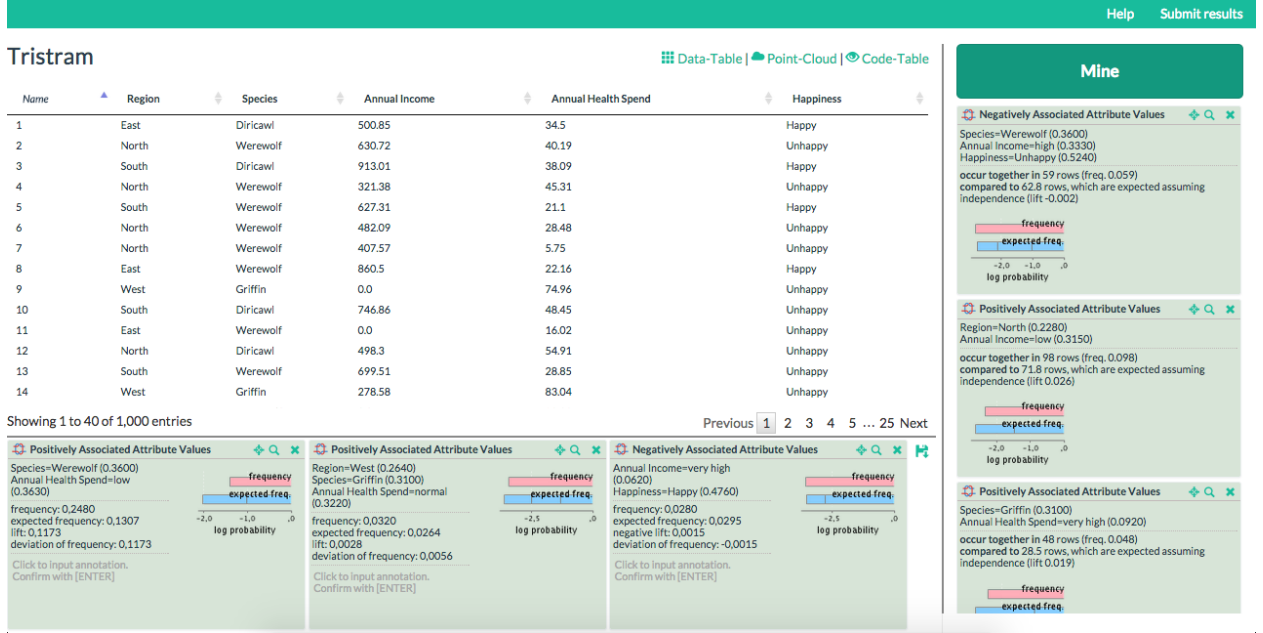 Help Submit results
Tristram
Data-Table | Point-Cloud | Code-Table
Name Region Species Annual Income Annual Health Spend Happiness
1 East Diricawl 500.85 34.5 Happy
2 North Werewolf 630.72 40.19 Unhappy
3 South Diricawl 913.01 38.09 Happy
4 North Werewolf 321.38 45.31 Unhappy
5 South Werewolf 627.31 21.1 Happy
6 North Werewolf 482.09 28.48 Unhappy
7 North Werewolf 407.57 5.75 Unhappy
8 East Werewolf 860.5 22.16 Happy
9 West Griffin 0.0 74.96 Unhappy
10 South Diricawl 746.86 48.45 Unhappy
11 East Werewolf 0.0 16.02 Unhappy
12 North Diricawl 498.3 54.91 Unhappy
13 South Werewolf 699.51 28.85 Unhappy
14 West Griffin 278.58 83.04 Unhappy
Showing 1 to 40 of 1,000 entries
Previous 1 2 3 4 5 ... 25 Next
Positively Associated Attribute Values
Species=Werewolf (0.3600)
Annual Health Spend=low
(0.3630)
frequency: 0,2480
expected frequency: 0,1307
lift: 0,1173
deviation of frequency: 0,1173
Click to input annotation.
Confirm with [ENTER]
frequency
expected freq.
-2,0 -1,0 ,0
log probability
Positively Associated Attribute Values
Region=West (0.2640)
Species=Griffin (0.3100)
Annual Health Spend=normal
(0.3220)
frequency: 0,0320
expected frequency: 0,0264
lift: 0,0028
deviation of frequency: 0,0056
Click to input annotation.
Confirm with [ENTER]
frequency
expected freq.
-2,5 ,0
log probability
Negatively Associated Attribute Values
Annual Income=very high
(0.0620)
Happiness=Happy (0.4760)
frequency: 0,0280
expected frequency: 0,0295
negative lift: 0,0015
deviation of frequency: -0,0015
Click to input annotation.
Confirm with [ENTER]
frequency
expected freq.
-2,5 ,0
log probability
Mine
Negatively Associated Attribute Values
Species=Werewolf (0.3600)
Annual Income=high (0.3330)
Happiness=Unhappy (0.5240)
occur together in 59 rows (freq. 0.059)
compared to 62.8 rows, which are expected assuming
independence (lift -0.002)
frequency
expected freq.
-2,0 -1,0 ,0
log probability
Positively Associated Attribute Values
Region=North (0.2280)
Annual Income=low (0.3150)
occur together in 98 rows (freq. 0.098)
compared to 71.8 rows, which are expected assuming
independence (lift 0.026)
frequency
expected freq.
-2,0 -1,0 ,0
log probability
Positively Associated Attribute Values
Species=Griffin (0.3100)
Annual Health Spend=very high (0.0920)
occur together in 48 rows (freq. 0.048)
compared to 28.5 rows, which are expected assuming
independence (lift 0.019)
frequency
expected freq.